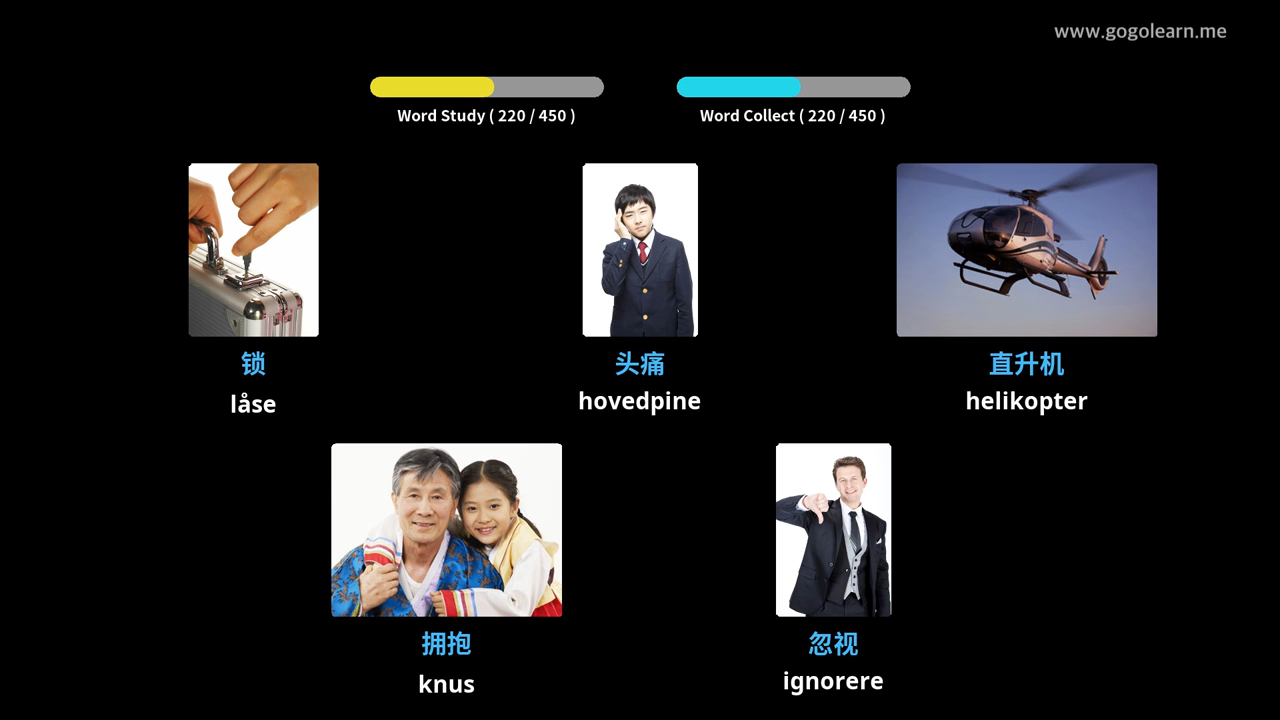 www.gogolearn.me
Word Study ( 220 / 450 )
Word Collect ( 220 / 450 )
锁
låse
头痛
hovedpine
直升机
helikopter
拥抱
knus
忽视
ignorere